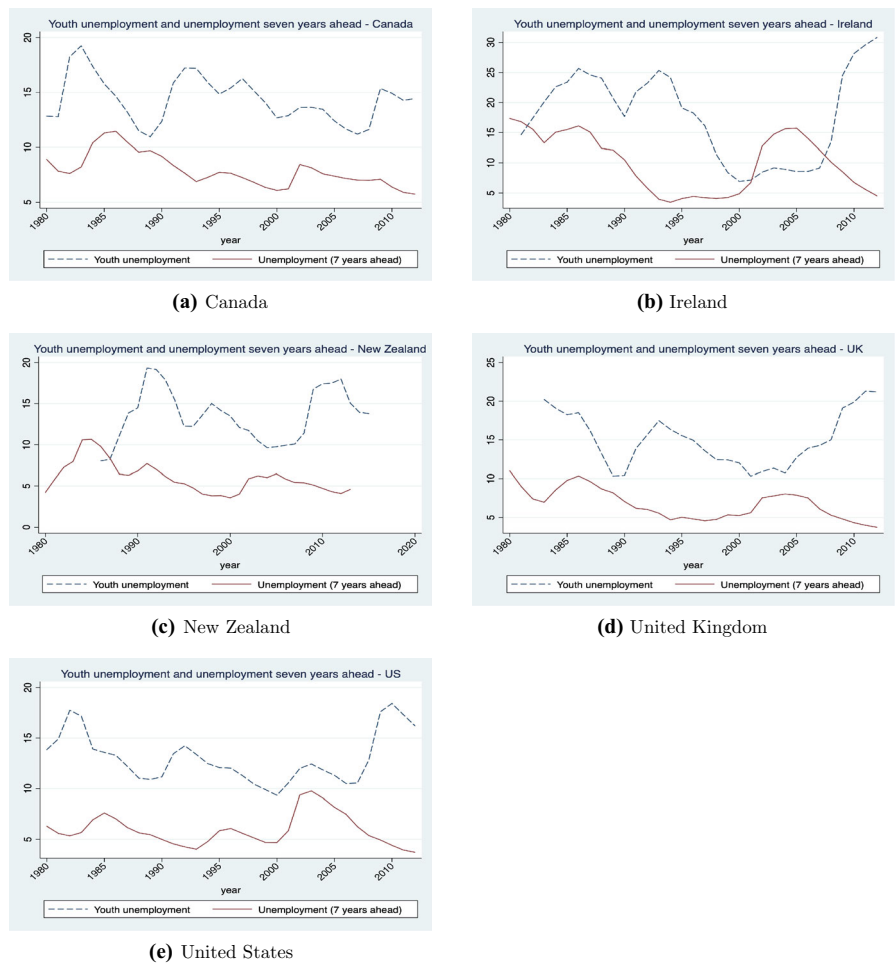 Youth unemployment and unemployment seven years ahead - Canada
20
15
10
5
1980 1985 1990 1995 2000 2005 2010
year
Youth unemployment Unemployment (7 years ahead)
(a) Canada
Youth unemployment and unemployment seven years ahead - Ireland
30
25
20
15
10
5
1980 1985 1990 1995 2000 2005 2010
year
Youth unemployment Unemployment (7 years ahead)
(b) Ireland
Youth unemployment and unemployment seven years ahead - New Zealand
20
15
10
5
0
1980 1990 2000 2010 2020
year
Youth unemployment Unemployment (7 years ahead)
(c) New Zealand
Youth unemployment and unemployment seven years ahead - UK
25
20
15
10
5
1980 1985 1990 1995 2000 2005 2010
year
Youth unemployment Unemployment (7 years ahead)
(d) United Kingdom
Youth unemployment and unemployment seven years ahead - US
20
15
10
5
1980 1985 1990 1995 2000 2005 2010
year
Youth unemployment Unemployment (7 years ahead)
(e) United States